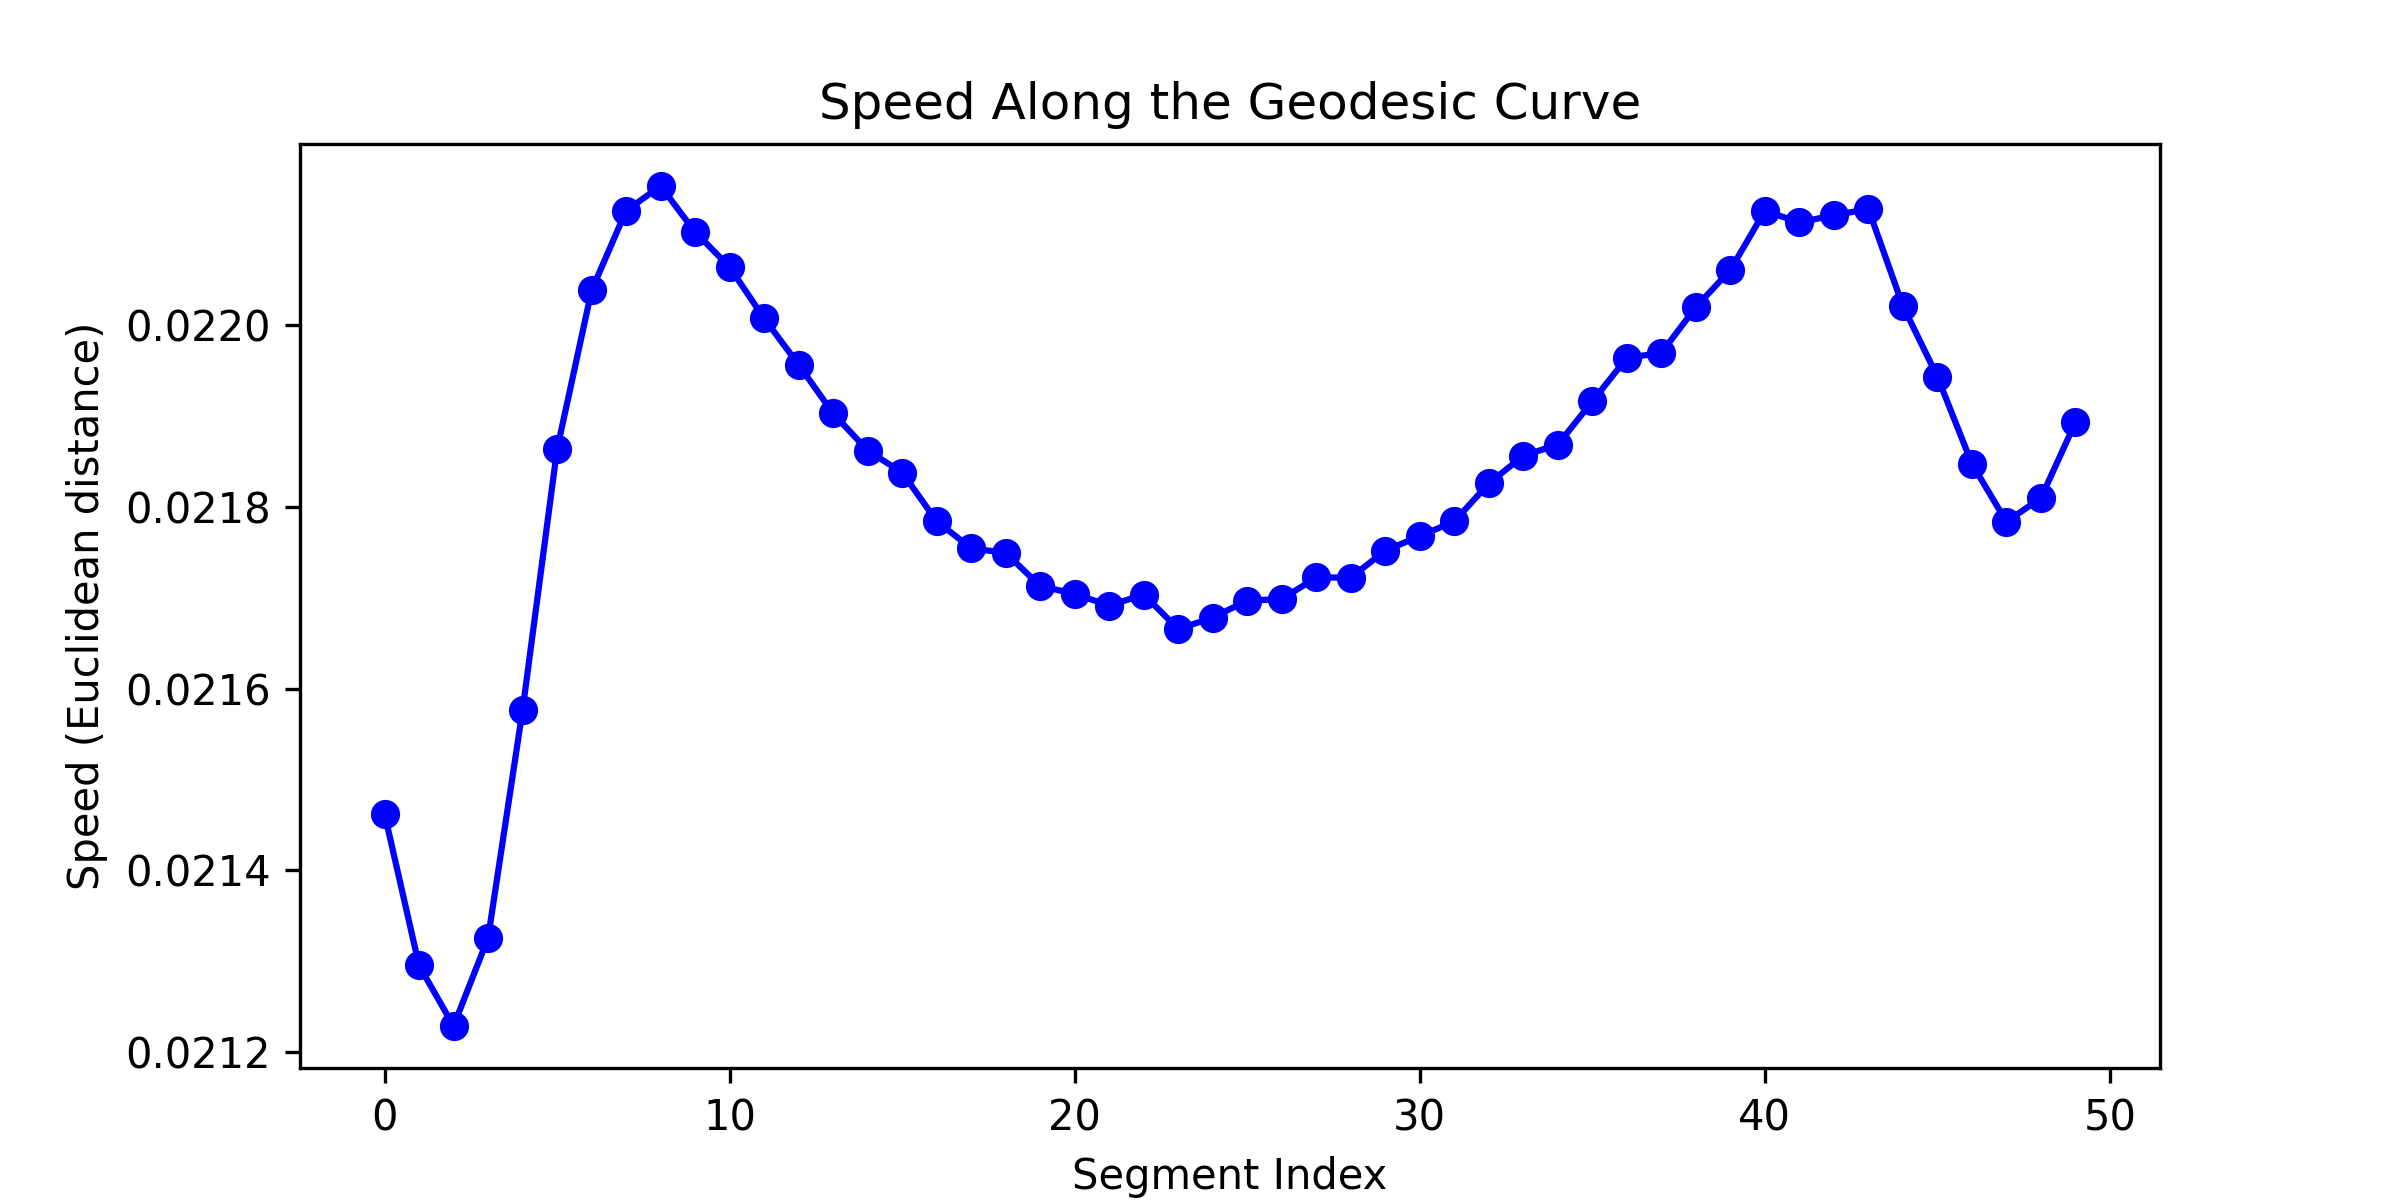 Speed Along the Geodesic Curve
Speed (Euclidean distance)
0.0220
0.0218
0.0216
0.0214
0.0212
0 10 20 30 40 50
Segment Index